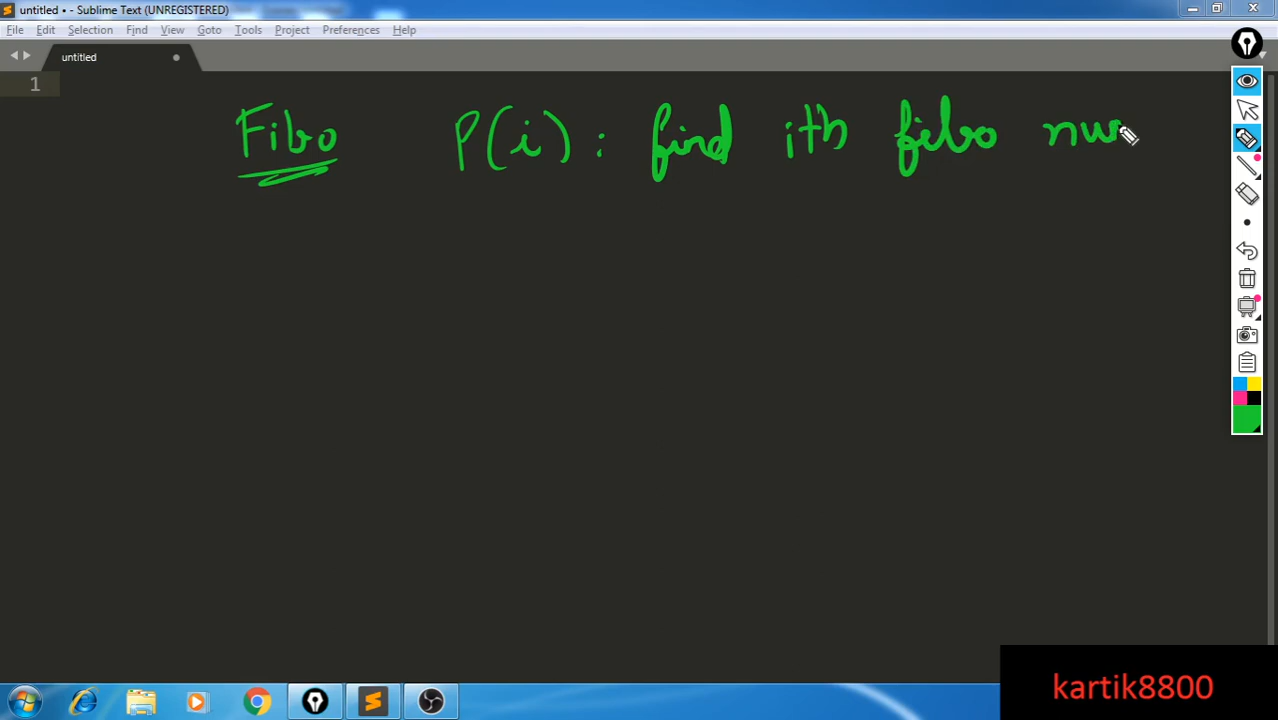 untitled • - Sublime Text (UNREGISTERED)
File Edit Selection Find View Goto Tools Project Preferences Help
untitled
1
Fibo P(i) : find ith fibo num
kartik8800